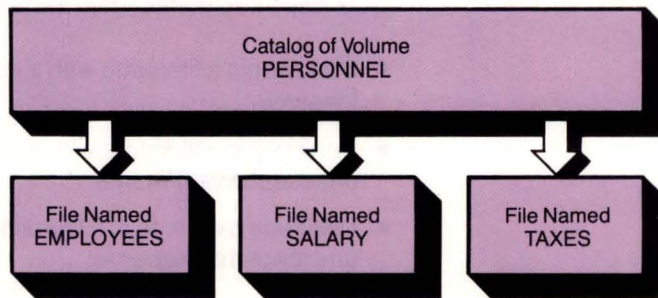 Catalog of Volume
PERSONNEL
File Named
EMPLOYEES
File Named
SALARY
File Named
TAXES